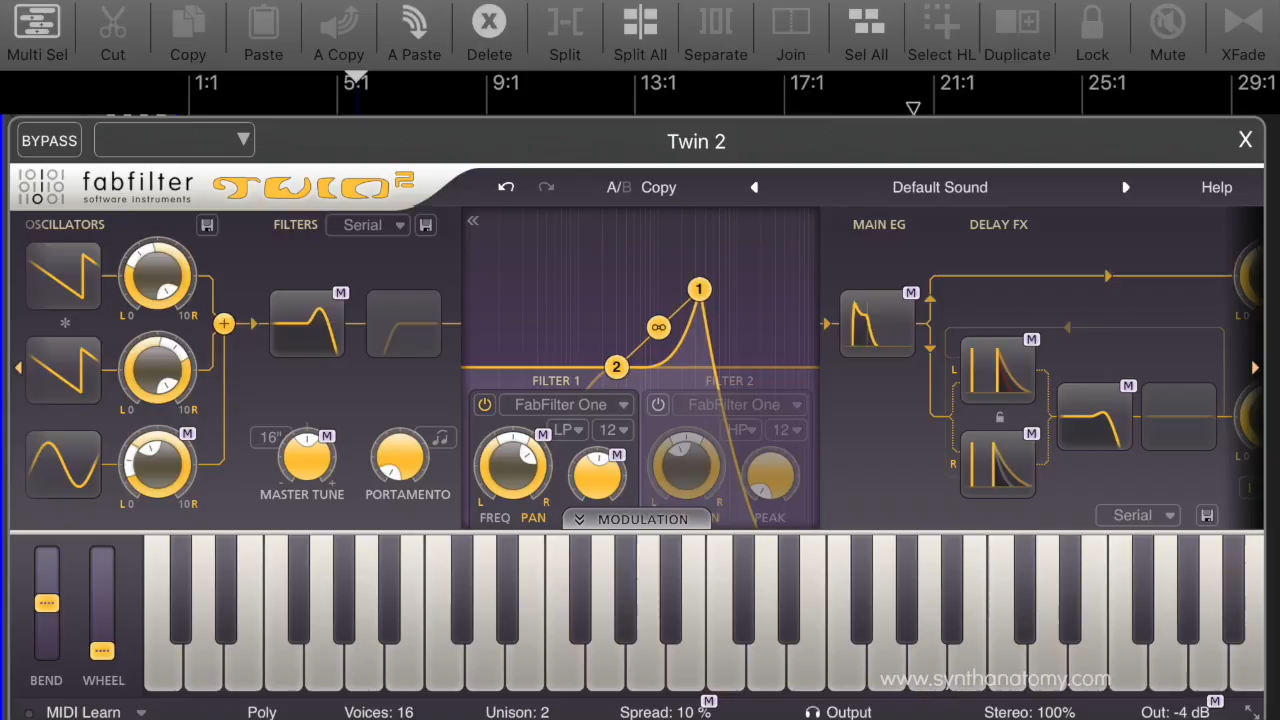 Multi Sel Cut Copy Paste A Copy A Paste Delete Split Split All Separate Join Sel All Select HL Duplicate Lock Mute XFade
1:1 5:1 9:1 13:1 17:1 21:1 25:1 29:1
BYPASS Twin 2 X
fabfilter TWIN 2
software instruments
A/B Copy Default Sound Help
OSCILLATORS FILTERS Serial MAIN EG DELAY FX
M M
L 0 10 R L 0
1
∞
2
FILTER 1 FILTER 2
M
L
L 0 10 R
FabFilter One FabFilter One
M
LP 12 HP 12
M 16" M M M
M
L 0 10 R
R
L R L R
MASTER TUNE PORTAMENTO
FREQ PAN PEAK
MODULATION
Serial
BEND WHEEL
www.synthanatomy.com
M M
MIDI Learn Poly Voices: 16 Unison: 2 Spread: 10 % Output Stereo: 100% Out: -4 dB